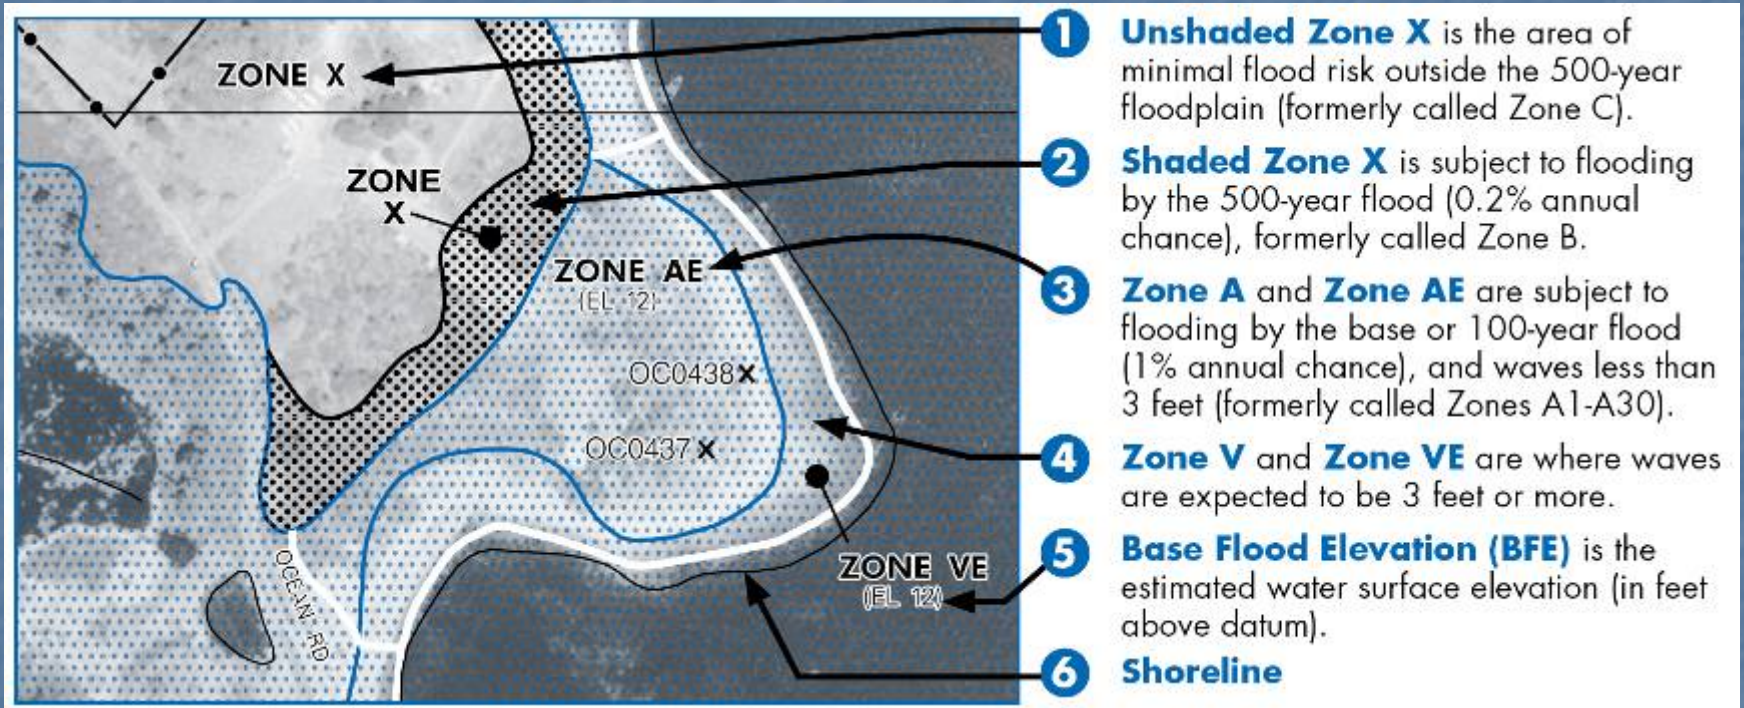 ZONE X
ZONE
X
ZONE AE
(EL 12)
OC0438
OC0437
ZONE VE
(EL 12)
OCEAN RD
1 Unshaded Zone X is the area of
minimal flood risk outside the 500-year
floodplain (formerly called Zone C).
2 Shaded Zone X is subject to flooding
by the 500-year flood (0.2% annual
chance), formerly called Zone B.
3 Zone A and Zone AE are subject to
flooding by the base or 100-year flood
(1% annual chance), and waves less than
3 feet (formerly called Zones A1-A30).
4 Zone V and Zone VE are where waves
are expected to be 3 feet or more.
5 Base Flood Elevation (BFE) is the
estimated water surface elevation (in feet
above datum).
6 Shoreline